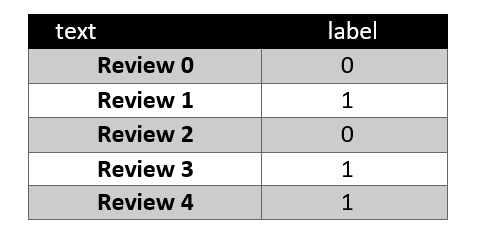 text label
Review 0 0
Review 1 1
Review 2 0
Review 3 1
Review 4 1